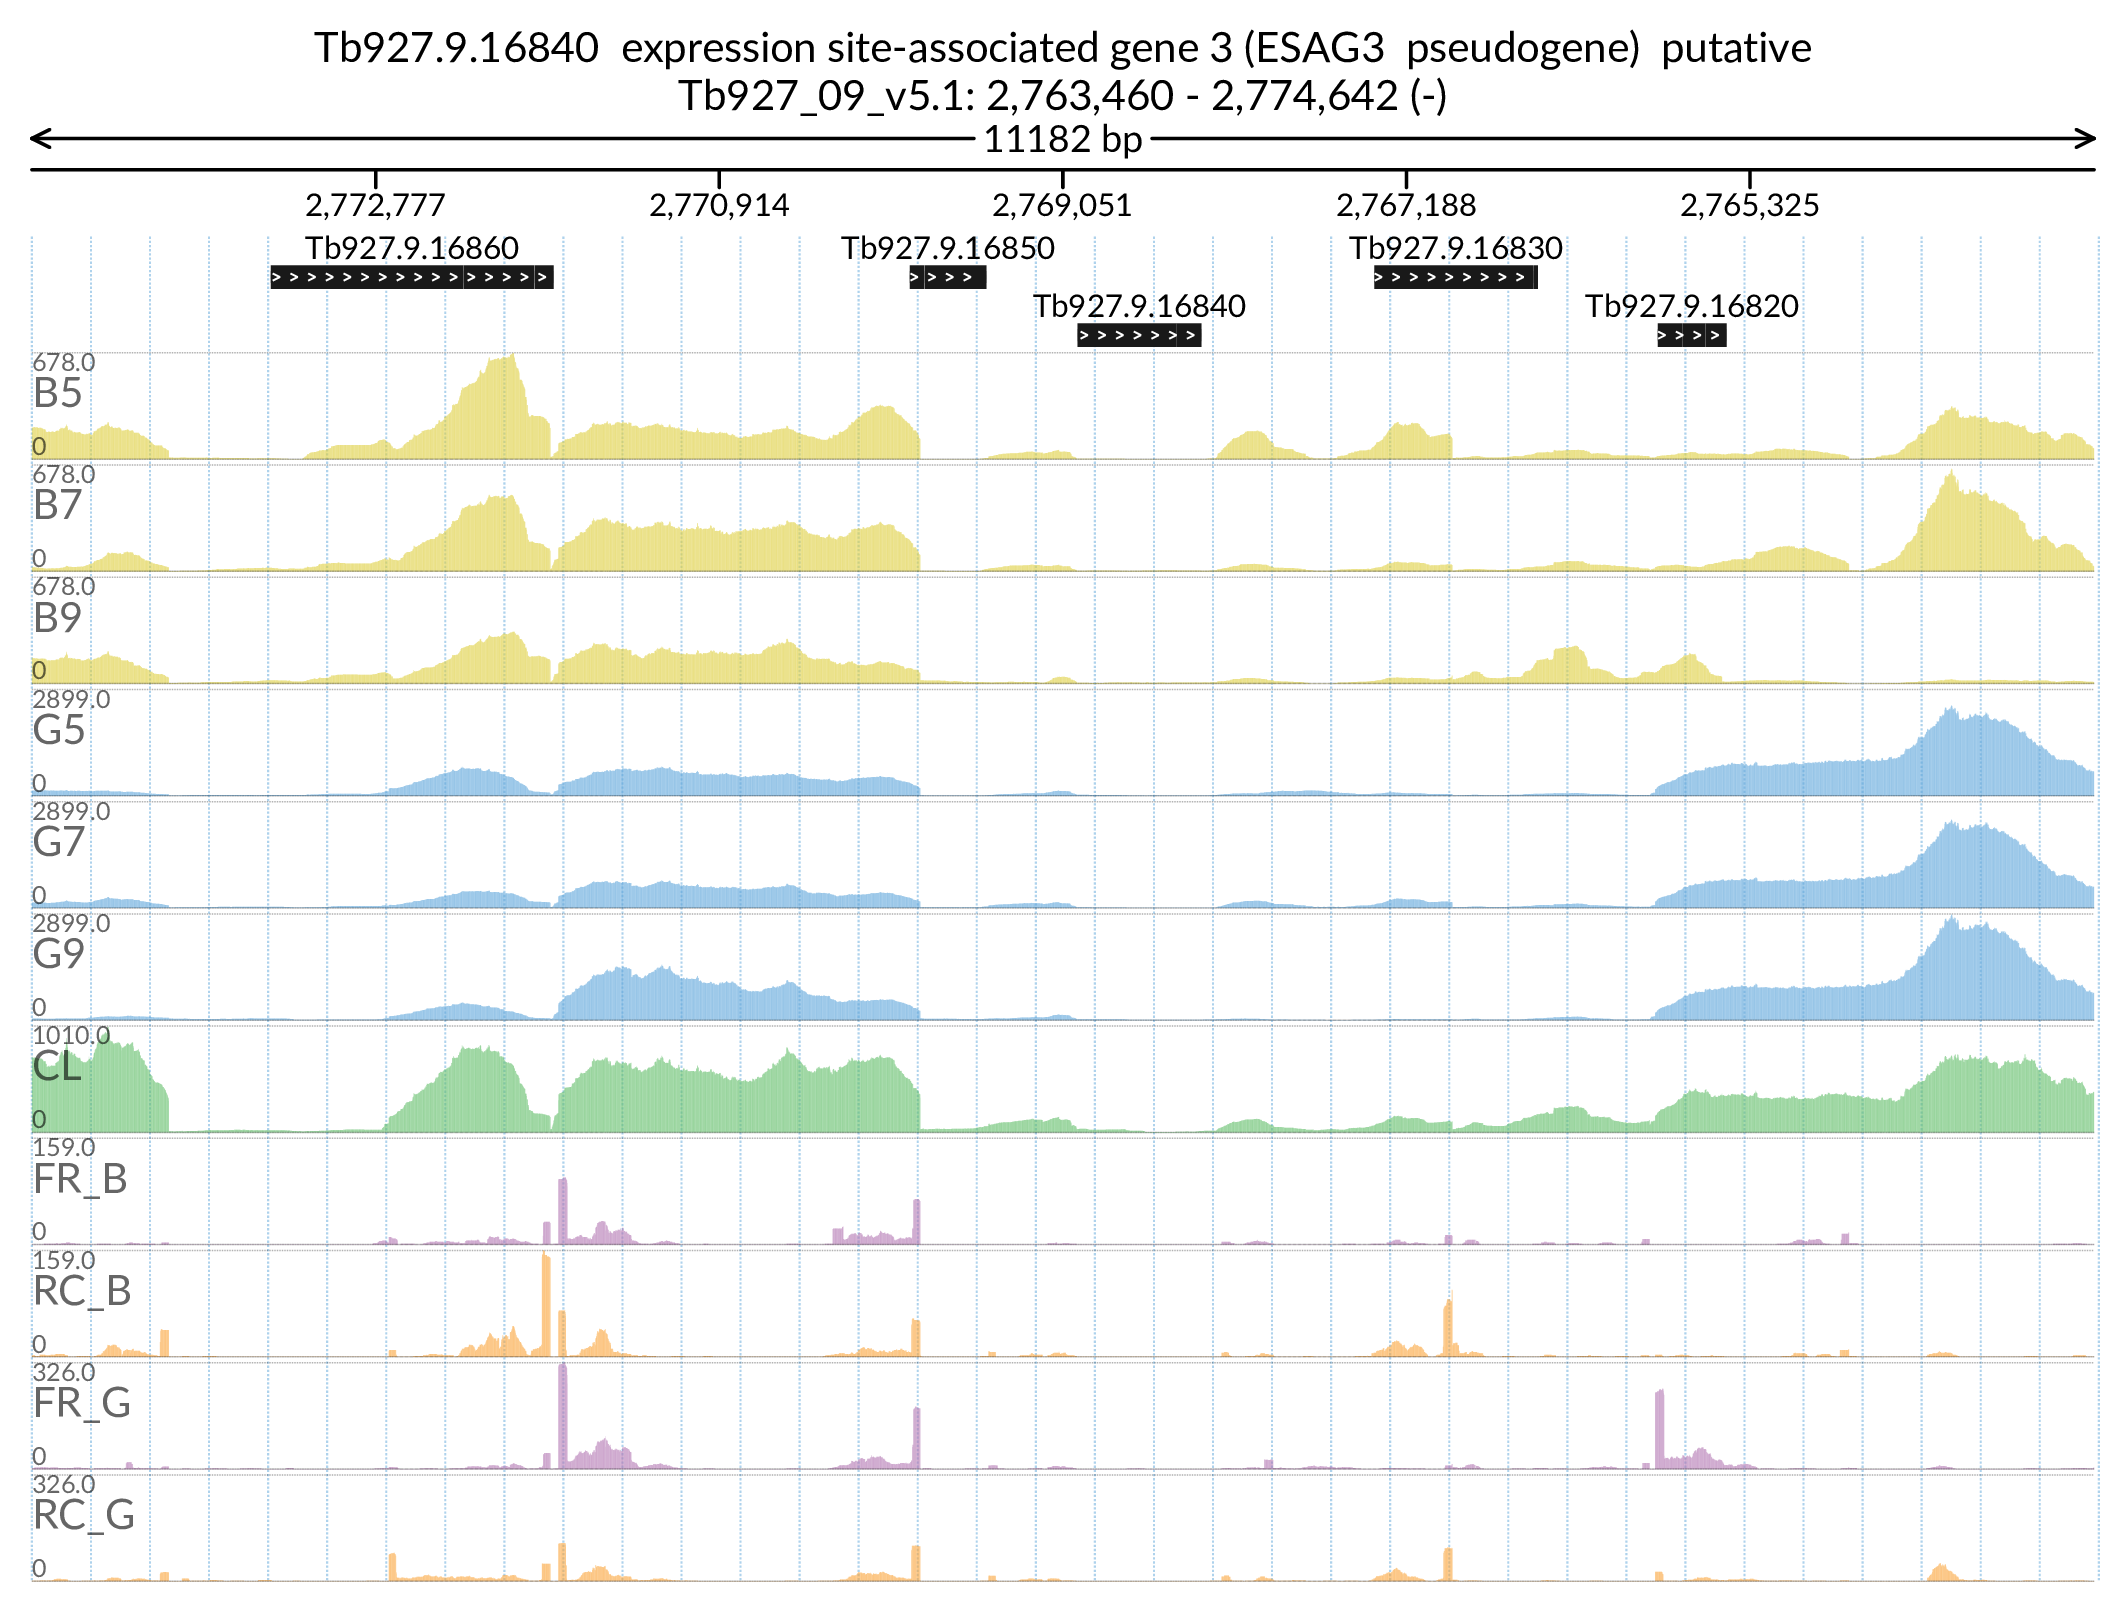 Tb927.9.16840  expression site-associated gene 3 (ESAG3  pseudogene)  putative
Tb927_09_v5.1: 2,763,460 - 2,774,642 (-)
11182 bp
2,772,777 2,770,914 2,769,051 2,767,188 2,765,325
Tb927.9.16860 Tb927.9.16850 Tb927.9.16830
Tb927.9.16840 Tb927.9.16820
678.0
B5
0
678.0
B7
0
678.0
B9
0
2899.0
G5
0
2899.0
G7
0
2899.0
G9
0
1010.0
CL
0
159.0
FR_B
0
159.0
RC_B
0
326.0
FR_G
0
326.0
RC_G
0